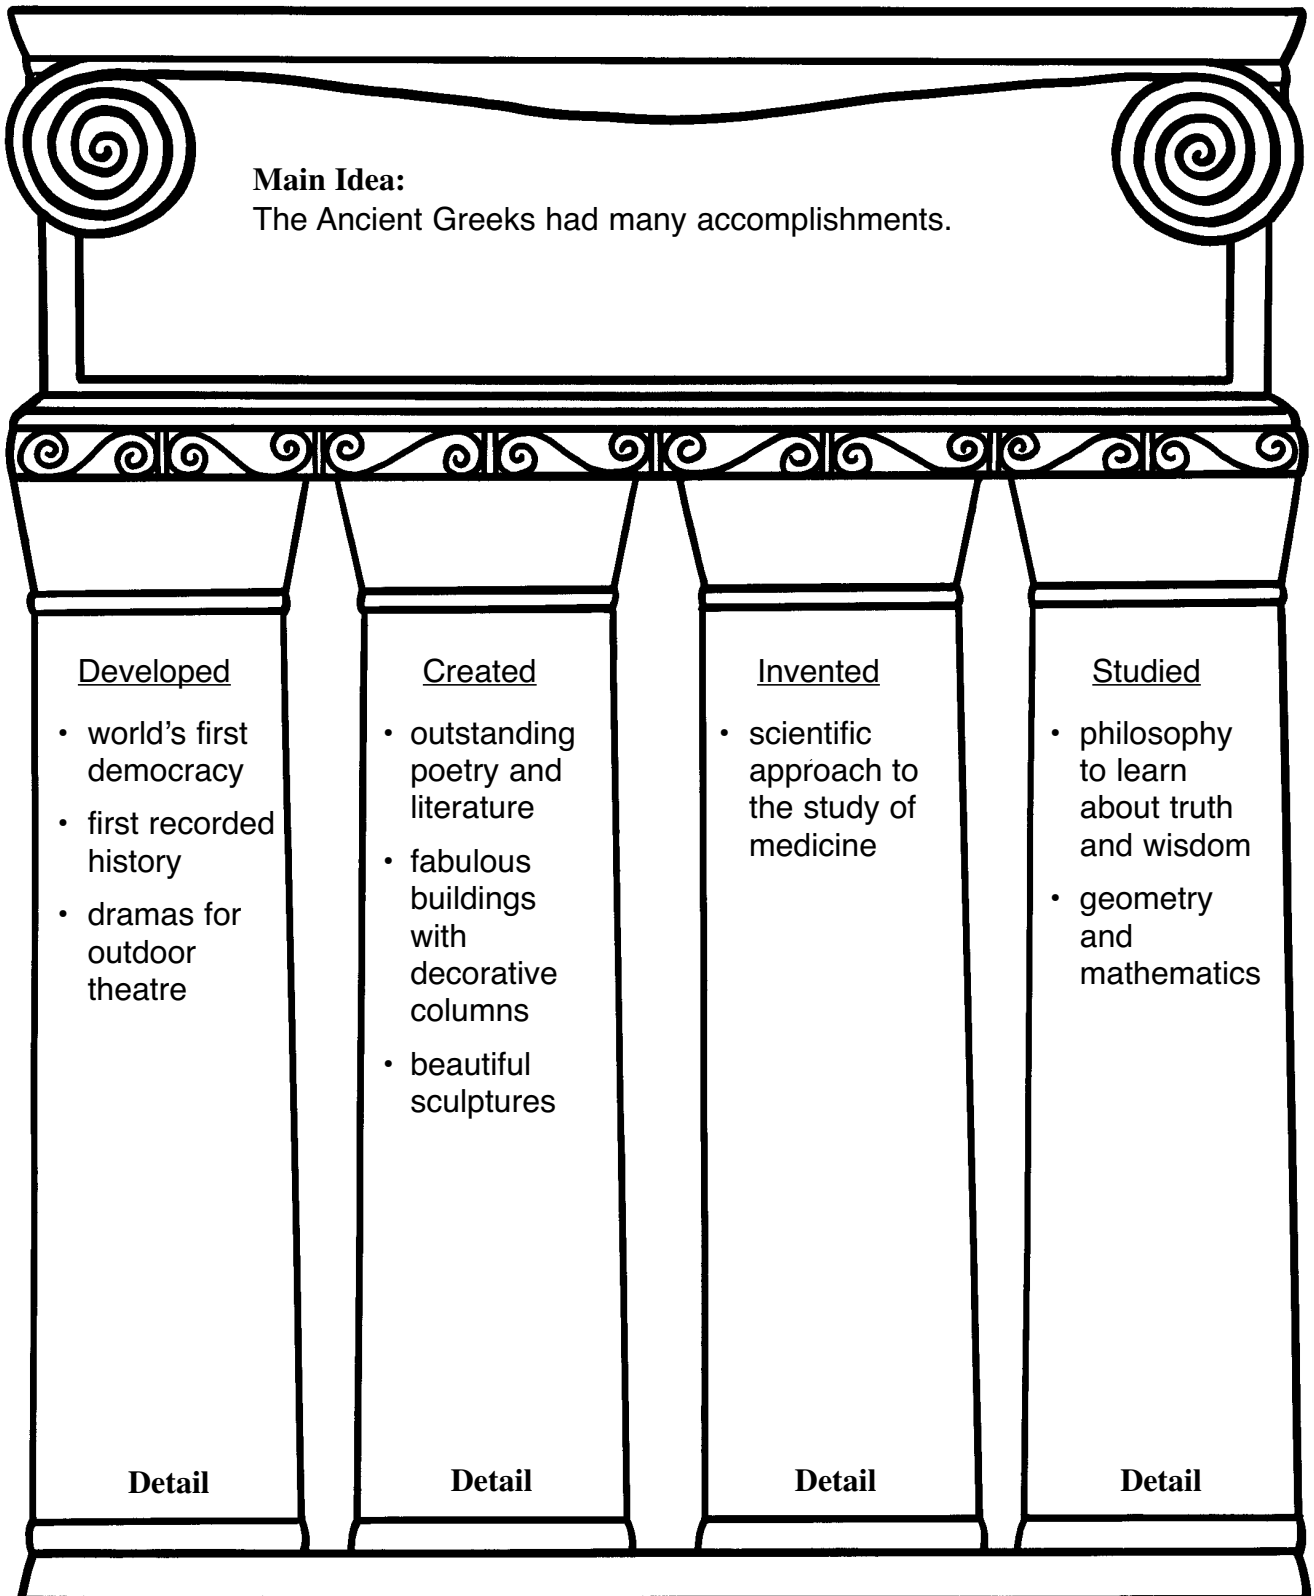 Main Idea:
The Ancient Greeks had many accomplishments.
Developed
• world's first
democracy
• first recorded
history
• dramas for
outdoor
theatre
Detail
Created
• outstanding
poetry and
literature
• fabulous
buildings
with
decorative
columns
• beautiful
sculptures
Detail
Invented
• scientific
approach to
the study of
medicine
Detail
Studied
• philosophy
to learn
about truth
and wisdom
• geometry
and
mathematics
Detail